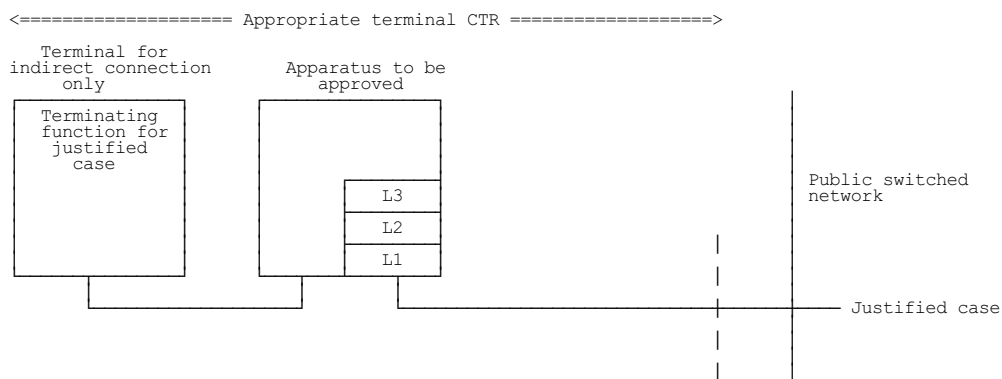 <==================== Appropriate terminal CTR ===================>
Terminal for
indirect connection
only
Apparatus to be
approved
Terminating
function for
justified
case
L3
L2
L1
Public switched
network
Justified case